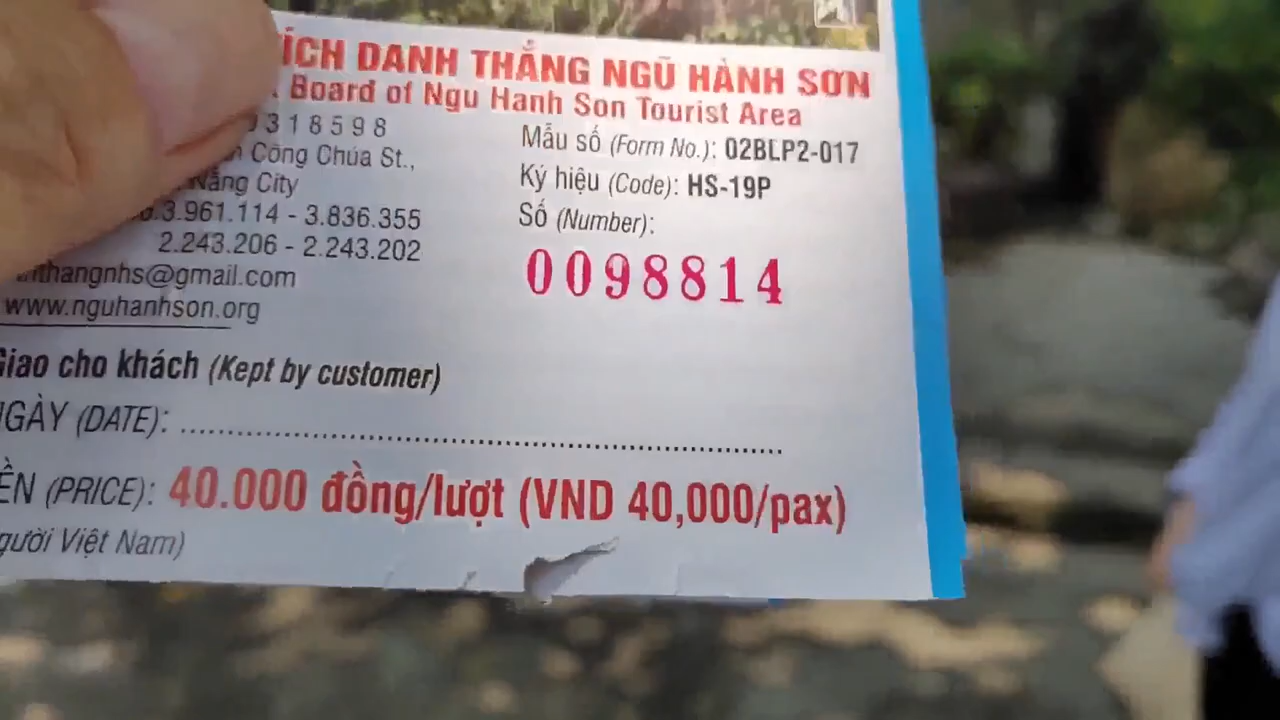 ÍCH DANH THẮNG NGŨ HÀNH SƠN
Board of Ngu Hanh Son Tourist Area
318598
Công Chúa St.,
Nẵng City
3.961.114 - 3.836.355
2.243.206 - 2.243.202
thangnhs@gmail.com
www.nguhanhson.org
Mẫu số (Form No.): 02BLP2-017
Ký hiệu (Code): HS-19P
Số (Number):
0098814
Giao cho khách (Kept by customer)
NGÀY (DATE): ........................................
ỀN (PRICE): 40.000 đồng/lượt (VND 40,000/pax)
gười Việt Nam)